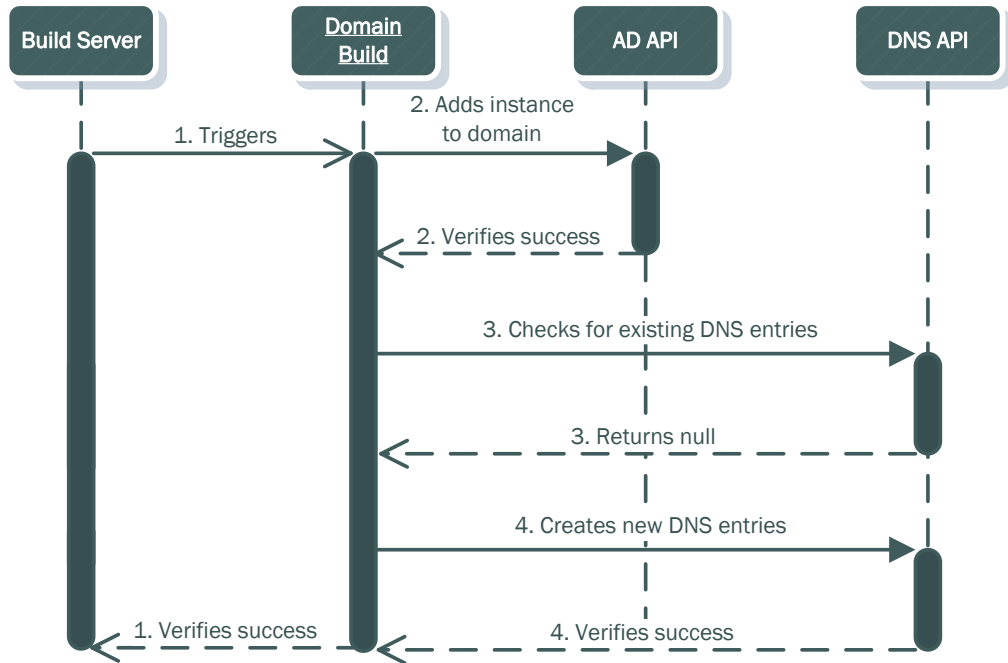 Build Server
Domain
Build
AD API
DNS API
2. Adds instance
to domain
1. Triggers
2. Verifies success
3. Checks for existing DNS entries
3. Returns null
4. Creates new DNS entries
1. Verifies success
4. Verifies success